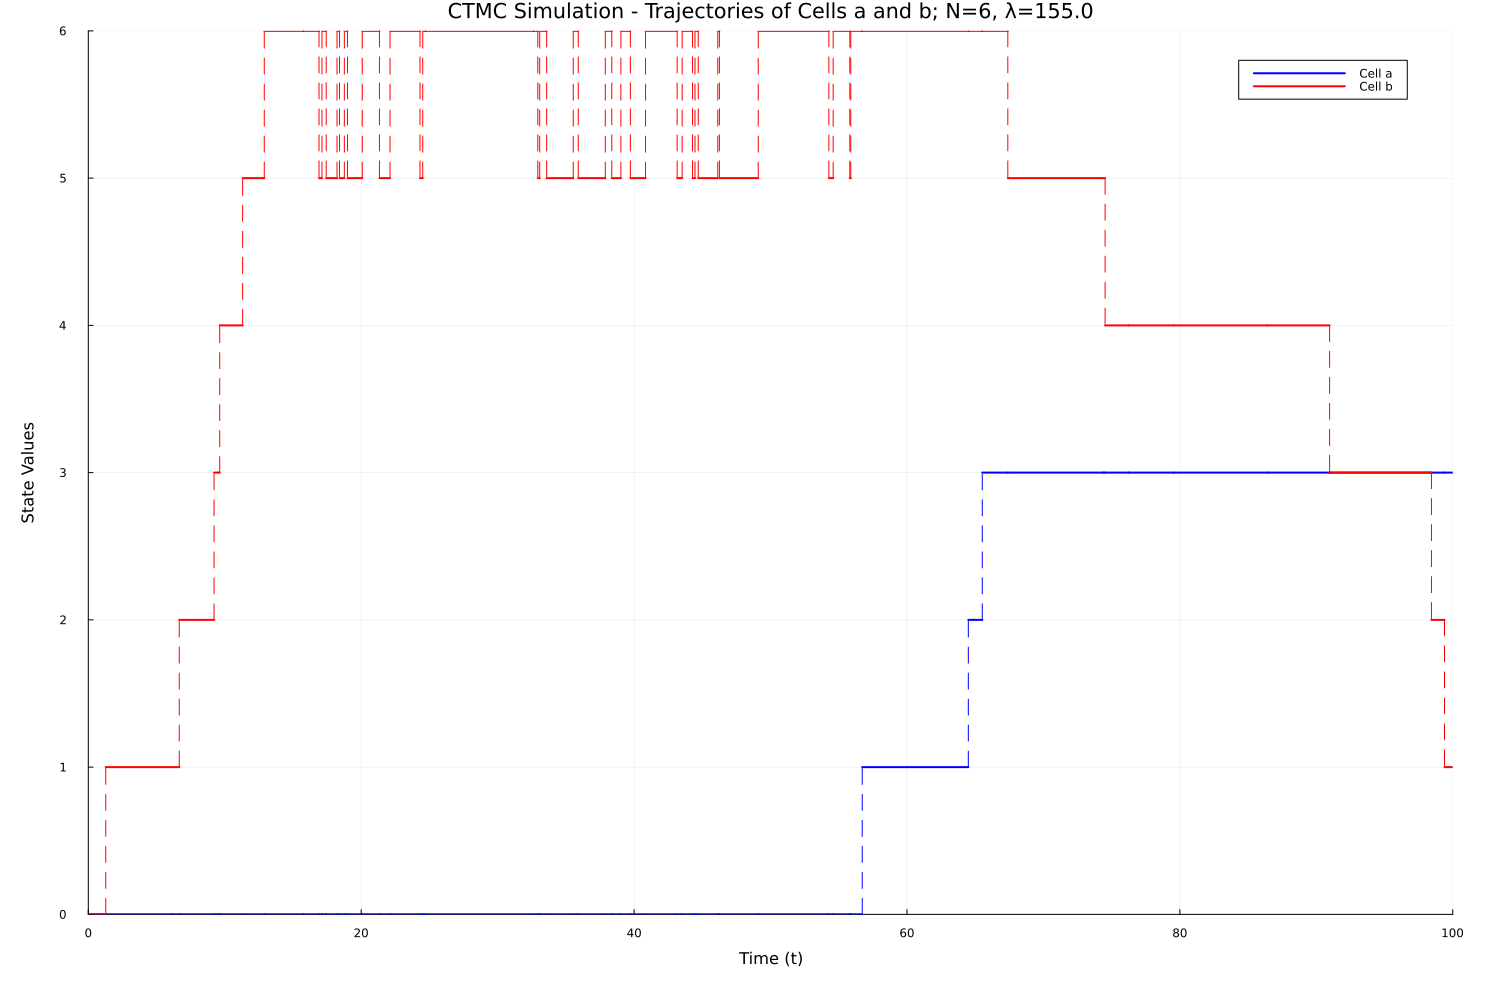 CTMC Simulation - Trajectories of Cells a and b; N=6, λ=155.0
6
Cell a
Cell b
5
4
State Values
3
2
1
0
0 20 40 60 80 100
Time (t)